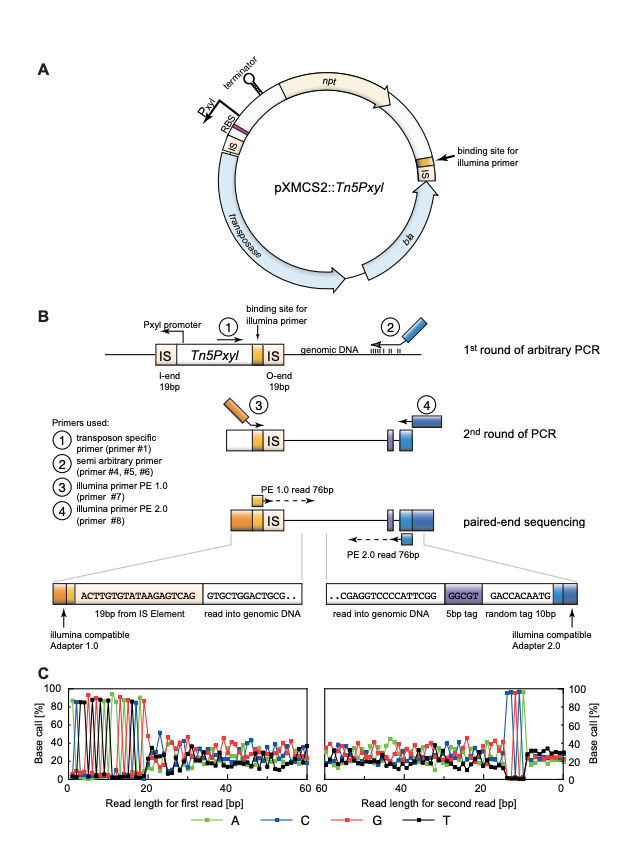 A
terminator
npt
Pxyl
RBS
IS
binding site for
illumina primer
IS
pXMCS2::Tn5Pxyl
transposase
bla
B
binding site for
illumina primer
Pxyl promoter
1
2
IS
Tn5Pxyl
IS
genomic DNA
1st round of arbitrary PCR
I-end
19bp
O-end
19bp
3
4
IS
2nd round of PCR
Primers used:
1 transposon specific
primer (primer #1)
2 semi arbitrary primer
(primer #4, #5, #6)
3 illumina primer PE 1.0
(primer #7)
4 illumina primer PE 2.0
(primer #8)
PE 1.0 read 76bp
IS
paired-end sequencing
PE 2.0 read 76bp
ACTTGTGTATAAGAGTCAG GTGCTGGACTGCG..
..CGAGGTCCCCATTCGG GGCGT GACCACAATG
19bp from IS Element read into genomic DNA
read into genomic DNA 5bp tag random tag 10bp
illumina compatible
Adapter 1.0
illumina compatible
Adapter 2.0
C
Base call [%]
100
80
60
40
20
0
0 20 40 60
Read length for first read [bp]
60 40 20 0
Read length for second read [bp]
100
80
60
40
20
0
Base call [%]
A C G T